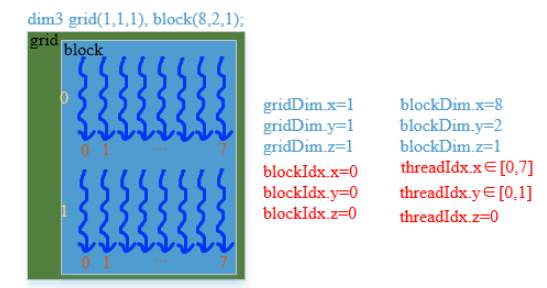 dim3 grid(1,1,1), block(8,2,1);
grid
block
0
0 1 ... 7
1
0 1 ... 7
gridDim.x=1
gridDim.y=1
gridDim.z=1
blockIdx.x=0
blockIdx.y=0
blockIdx.z=0
blockDim.x=8
blockDim.y=2
blockDim.z=1
threadIdx.x∈[0,7]
threadIdx.y∈[0,1]
threadIdx.z=0